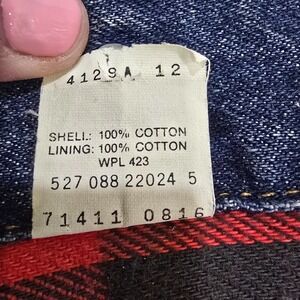 4129A 12
SHELL: 100% COTTON
LINING: 100% COTTON
WPL 423
527 088 22024 5
71411 0816